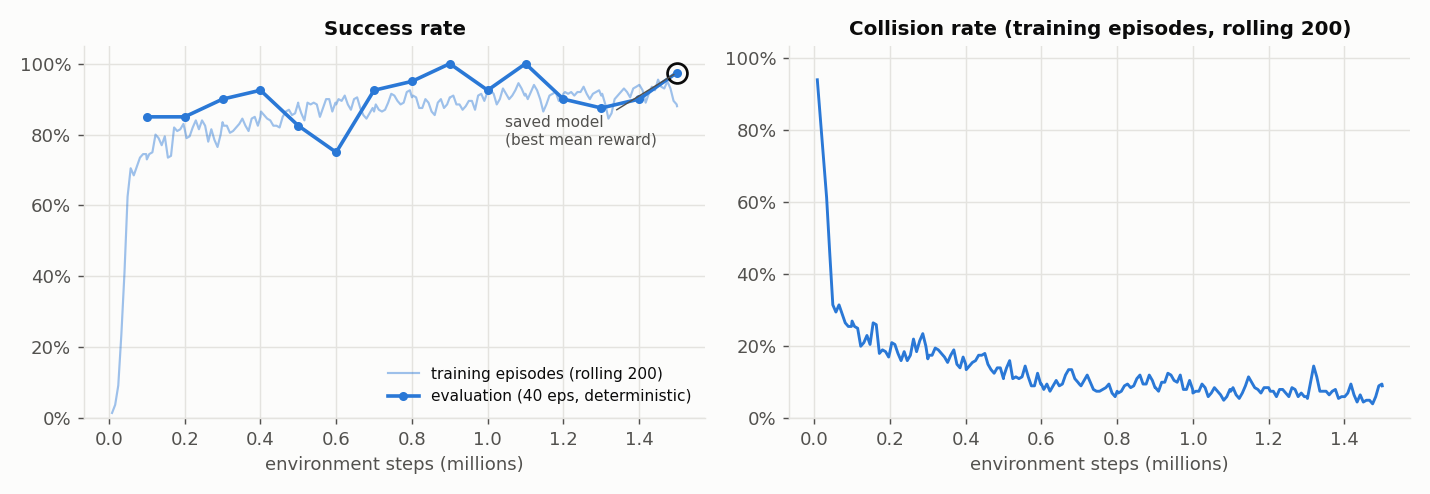 Success rate
100%
80%
60%
40%
20%
0%
saved model
(best mean reward)
training episodes (rolling 200)
evaluation (40 eps, deterministic)
0.0 0.2 0.4 0.6 0.8 1.0 1.2 1.4
environment steps (millions)
Collision rate (training episodes, rolling 200)
100%
80%
60%
40%
20%
0%
0.0 0.2 0.4 0.6 0.8 1.0 1.2 1.4
environment steps (millions)